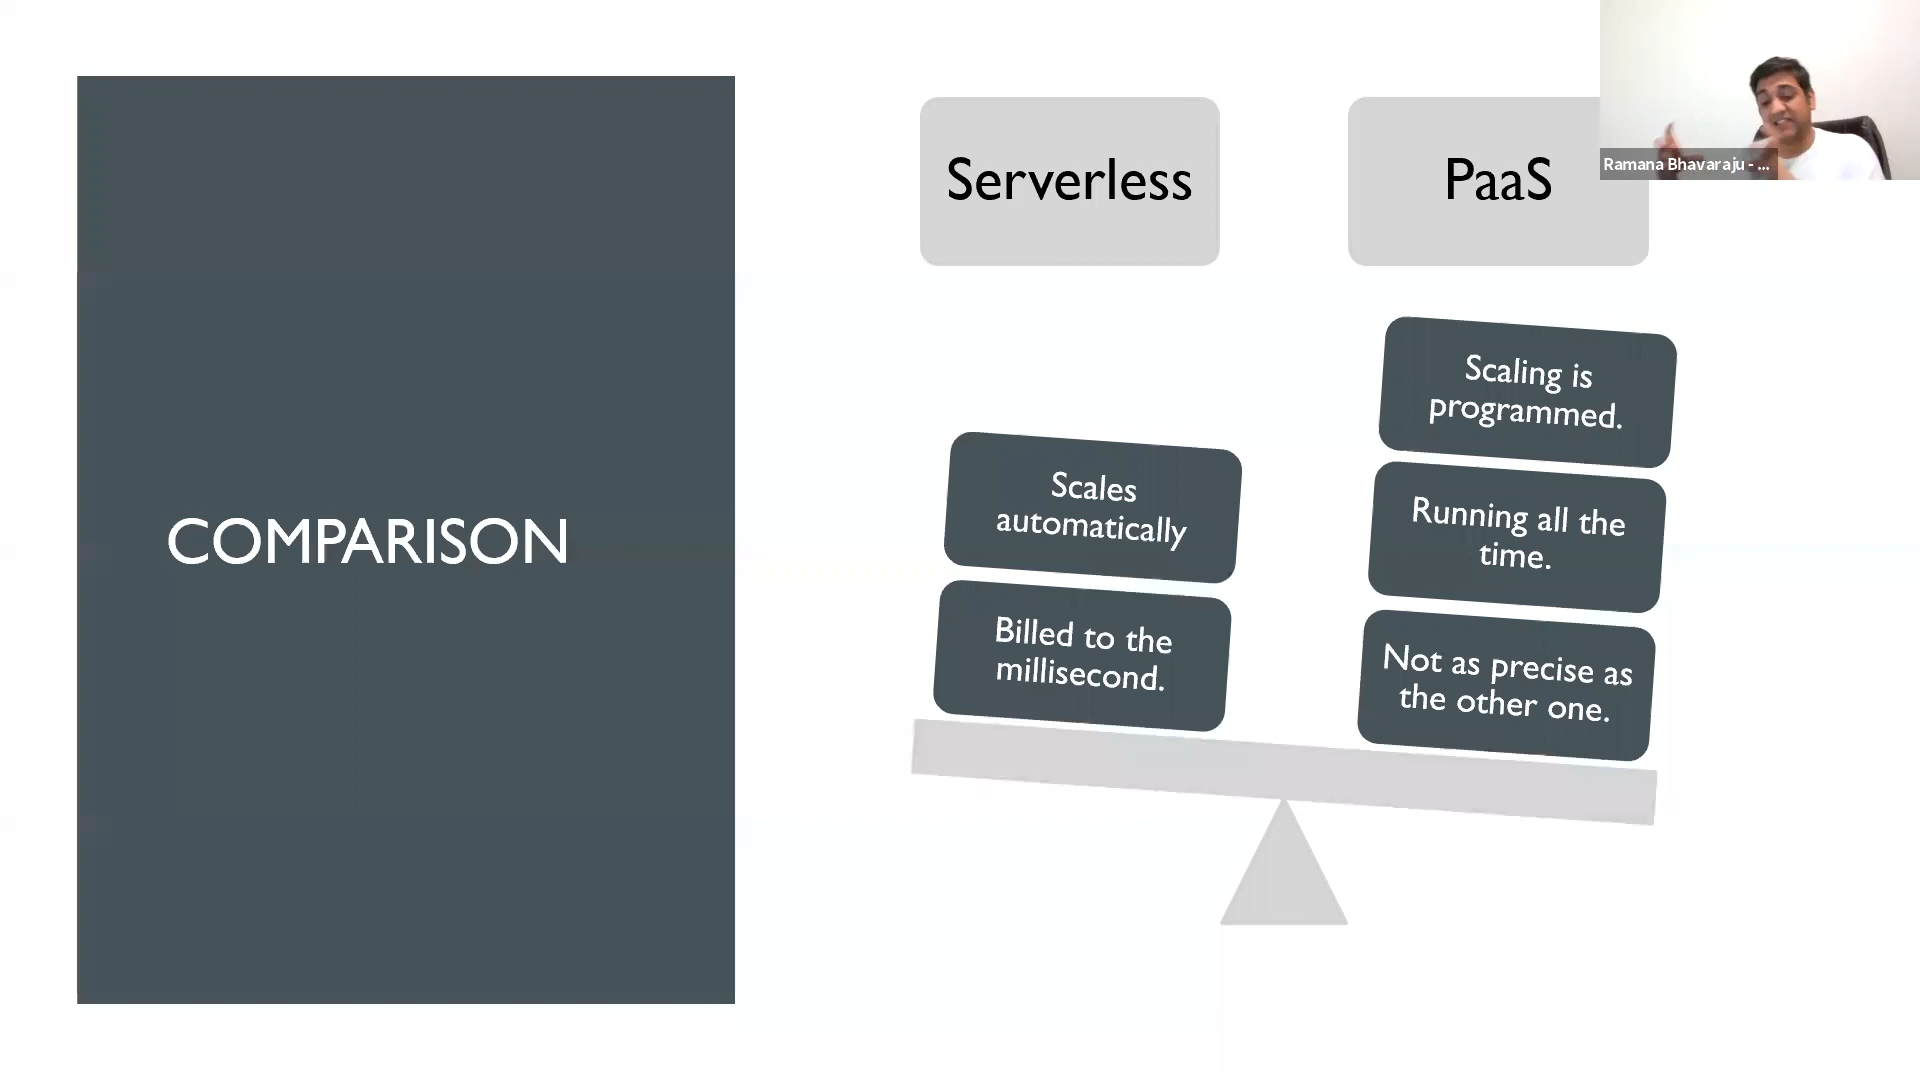 COMPARISON
Serverless
PaaS
Ramana Bhavaraju - ...
Scales
automatically
Billed to the
millisecond.
Scaling is
programmed.
Running all the
time.
Not as precise as
the other one.